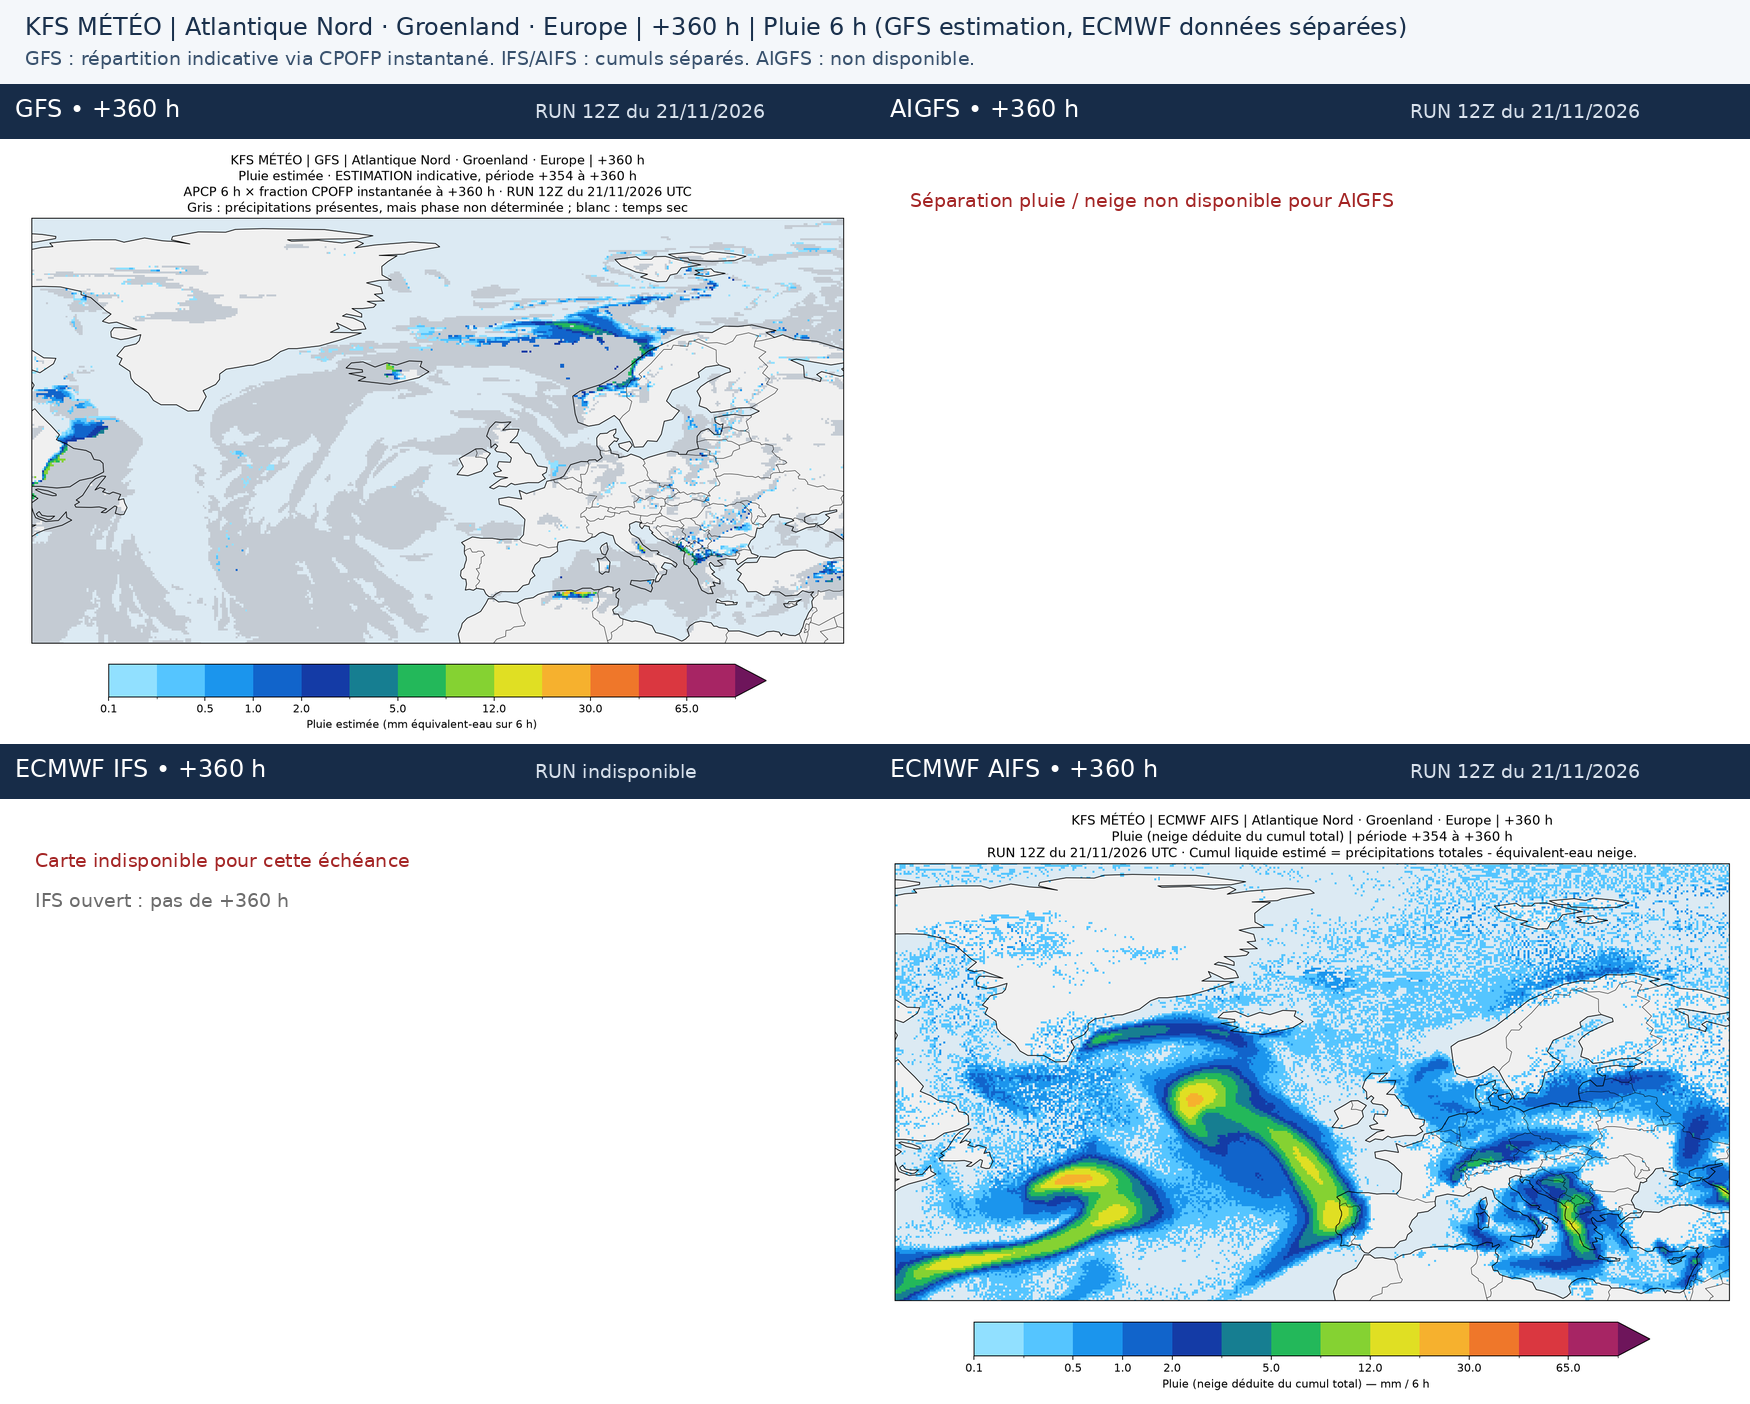 KFS MÉTÉO | Atlantique Nord · Groenland · Europe | +360 h | Pluie 6 h (GFS estimation, ECMWF données séparées)
GFS : répartition indicative via CPOFP instantané. IFS/AIFS : cumuls séparés. AIGFS : non disponible.
GFS • +360 h
RUN 12Z du 21/11/2026
AIGFS • +360 h
RUN 12Z du 21/11/2026
KFS MÉTÉO | GFS | Atlantique Nord · Groenland · Europe | +360 h
Pluie estimée · ESTIMATION indicative, période +354 à +360 h
APCP 6 h × fraction CPOFP instantanée à +360 h · RUN 12Z du 21/11/2026 UTC
Gris : précipitations présentes, mais phase non déterminée ; blanc : temps sec
Séparation pluie / neige non disponible pour AIGFS
0.1 0.5 1.0 2.0 5.0 12.0 30.0 65.0
Pluie estimée (mm équivalent-eau sur 6 h)
ECMWF IFS • +360 h
RUN indisponible
ECMWF AIFS • +360 h
RUN 12Z du 21/11/2026
Carte indisponible pour cette échéance
IFS ouvert : pas de +360 h
KFS MÉTÉO | ECMWF AIFS | Atlantique Nord · Groenland · Europe | +360 h
Pluie (neige déduite du cumul total) | période +354 à +360 h
RUN 12Z du 21/11/2026 UTC · Cumul liquide estimé = précipitations totales - équivalent-eau neige.
0.1 0.5 1.0 2.0 5.0 12.0 30.0 65.0
Pluie (neige déduite du cumul total) — mm / 6 h